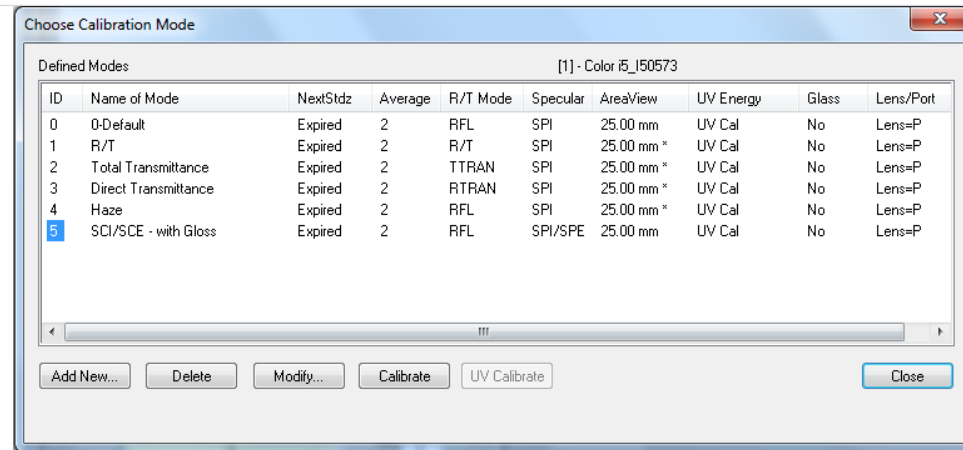 Choose Calibration Mode
Defined Modes [1] - Color i5_I50573
ID Name of Mode NextStdz Average R/T Mode Specular AreaView UV Energy Glass Lens/Port
0 0-Default Expired 2 RFL SPI 25.00 mm UV Cal No Lens=P
1 R/T Expired 2 R/T SPI 25.00 mm * UV Cal No Lens=P
2 Total Transmittance Expired 2 TTRAN SPI 25.00 mm * UV Cal No Lens=P
3 Direct Transmittance Expired 2 RTRAN SPI 25.00 mm * UV Cal No Lens=P
4 Haze Expired 2 RFL SPI 25.00 mm * UV Cal No Lens=P
5 SCI/SCE - with Gloss Expired 2 RFL SPI/SPE 25.00 mm UV Cal No Lens=P
Add New... Delete Modify... Calibrate UV Calibrate Close